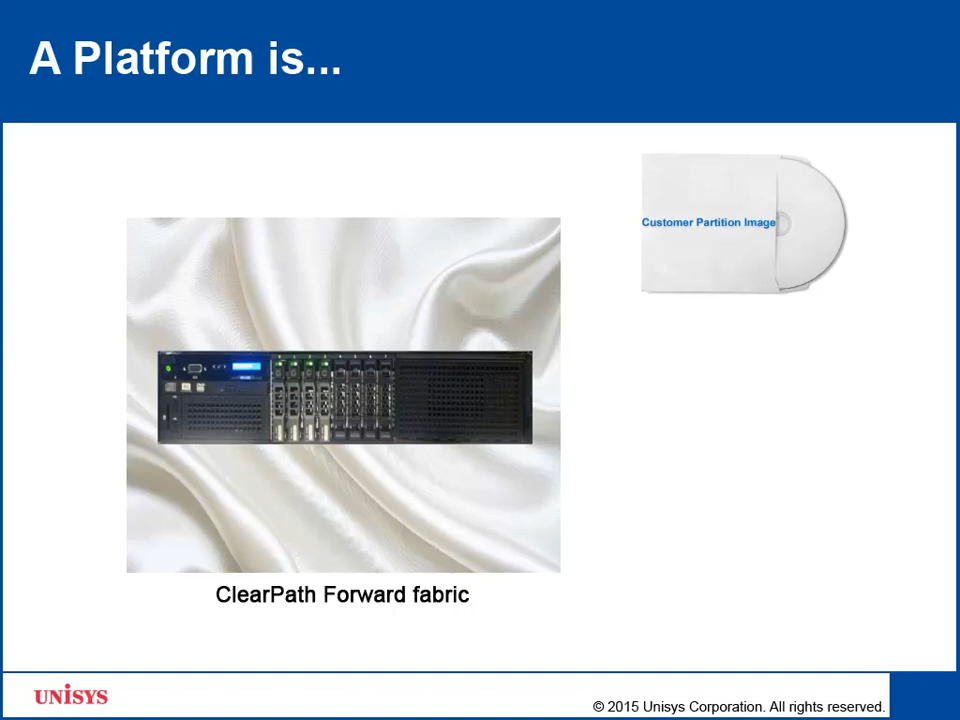 A Platform is...
Customer Partition Image
ClearPath Forward fabric
UNISYS
© 2015 Unisys Corporation. All rights reserved.